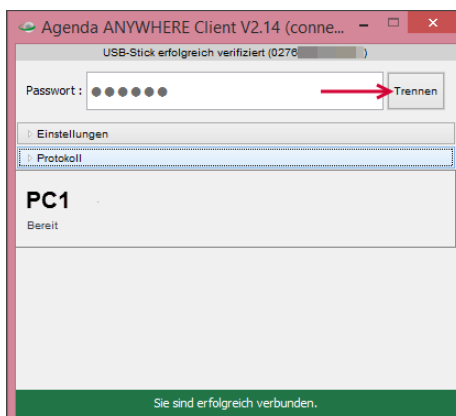 Agenda ANYWHERE Client V2.14 (conne...
USB-Stick erfolgreich verifiziert (0276 )
Passwort : Trennen
Einstellungen
Protokoll
PC1
Bereit
Sie sind erfolgreich verbunden.